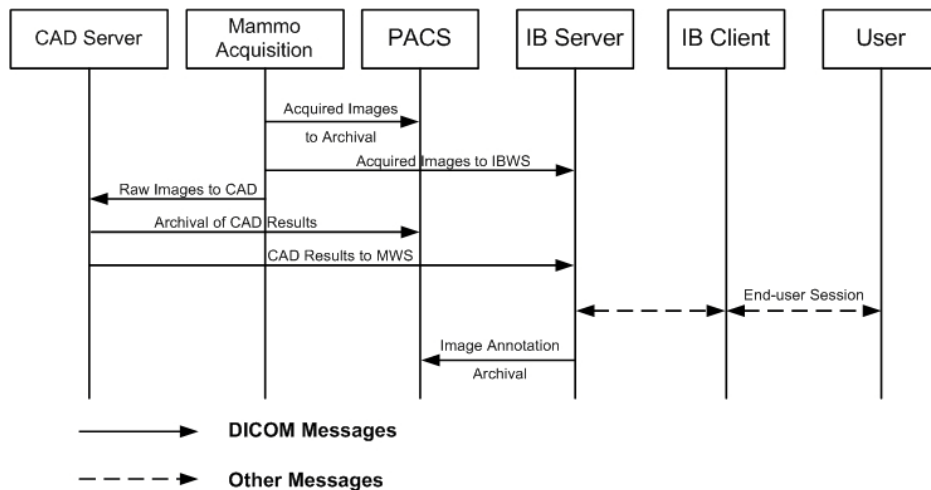 CAD Server
Mammo
Acquisition
PACS
IB Server
IB Client
User
Acquired Images
to Archival
Acquired Images to IBWS
Raw Images to CAD
Archival of CAD Results
CAD Results to MWS
End-user Session
Image Annotation
Archival
DICOM Messages
Other Messages